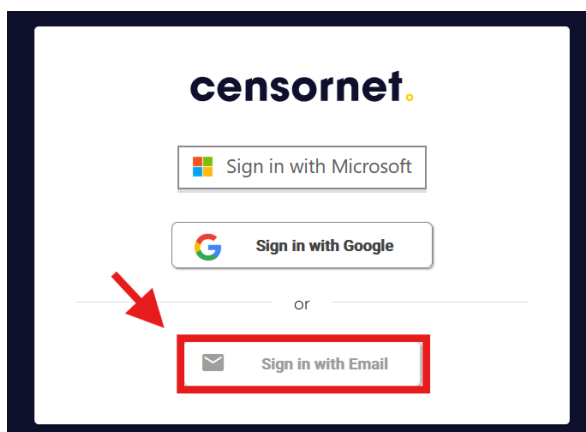 censornet.
Sign in with Microsoft
Sign in with Google
or
Sign in with Email